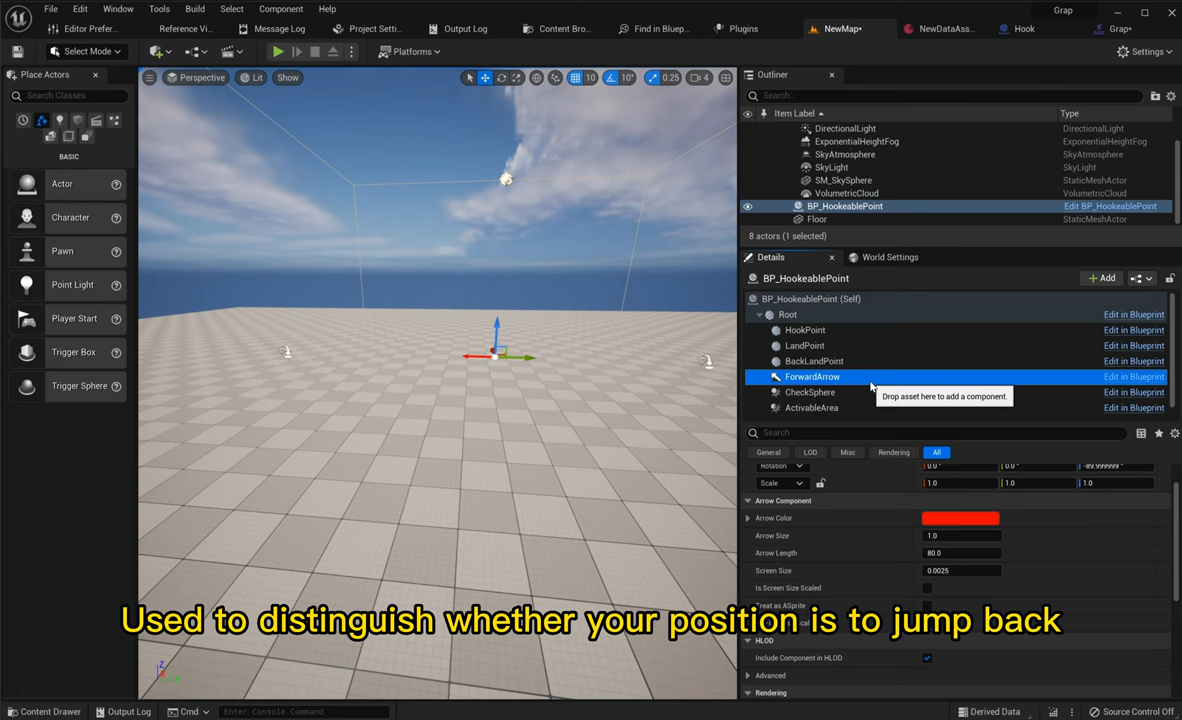 File Edit Window Tools Build Select Component Help
Grap
Editor Prefer...
Reference Vi...
Message Log
Project Setti...
Output Log
Content Bro...
Find in Bluep...
Plugins
NewMap•
NewDataAss...
Hook
Grap•
Select Mode
Platforms
Settings
Place Actors
Search Classes
BASIC
Actor
Character
Pawn
Point Light
Player Start
Trigger Box
Trigger Sphere
Perspective
Lit
Show
10
10°
0.25
4
Outliner
Search...
Item Label
Type
DirectionalLight DirectionalLight
ExponentialHeightFog ExponentialHeightFog
SkyAtmosphere SkyAtmosphere
SkyLight SkyLight
SM_SkySphere StaticMeshActor
VolumetricCloud VolumetricCloud
BP_HookeablePoint Edit BP_HookeablePoint
Floor StaticMeshActor
8 actors (1 selected)
Details
World Settings
BP_HookeablePoint
Add
BP_HookeablePoint (Self)
Root Edit in Blueprint
HookPoint Edit in Blueprint
LandPoint Edit in Blueprint
BackLandPoint Edit in Blueprint
ForwardArrow Edit in Blueprint
CheckSphere Edit in Blueprint
ActivableArea Edit in Blueprint
Drop asset here to add a component.
Search
General LOD Misc Rendering All
Rotation 0.0° 0.0° -89.999999°
Scale 1.0 1.0 1.0
Arrow Component
Arrow Color
Arrow Size 1.0
Arrow Length 80.0
Screen Size 0.0025
Is Screen Size Scaled
Treat as ASprite
Used to distinguish whether your position is to jump back
HLOD
Include Component in HLOD
Advanced
Rendering
Z
X
Content Drawer
Output Log
Cmd
Enter Console Command
Derived Data
Source Control Off